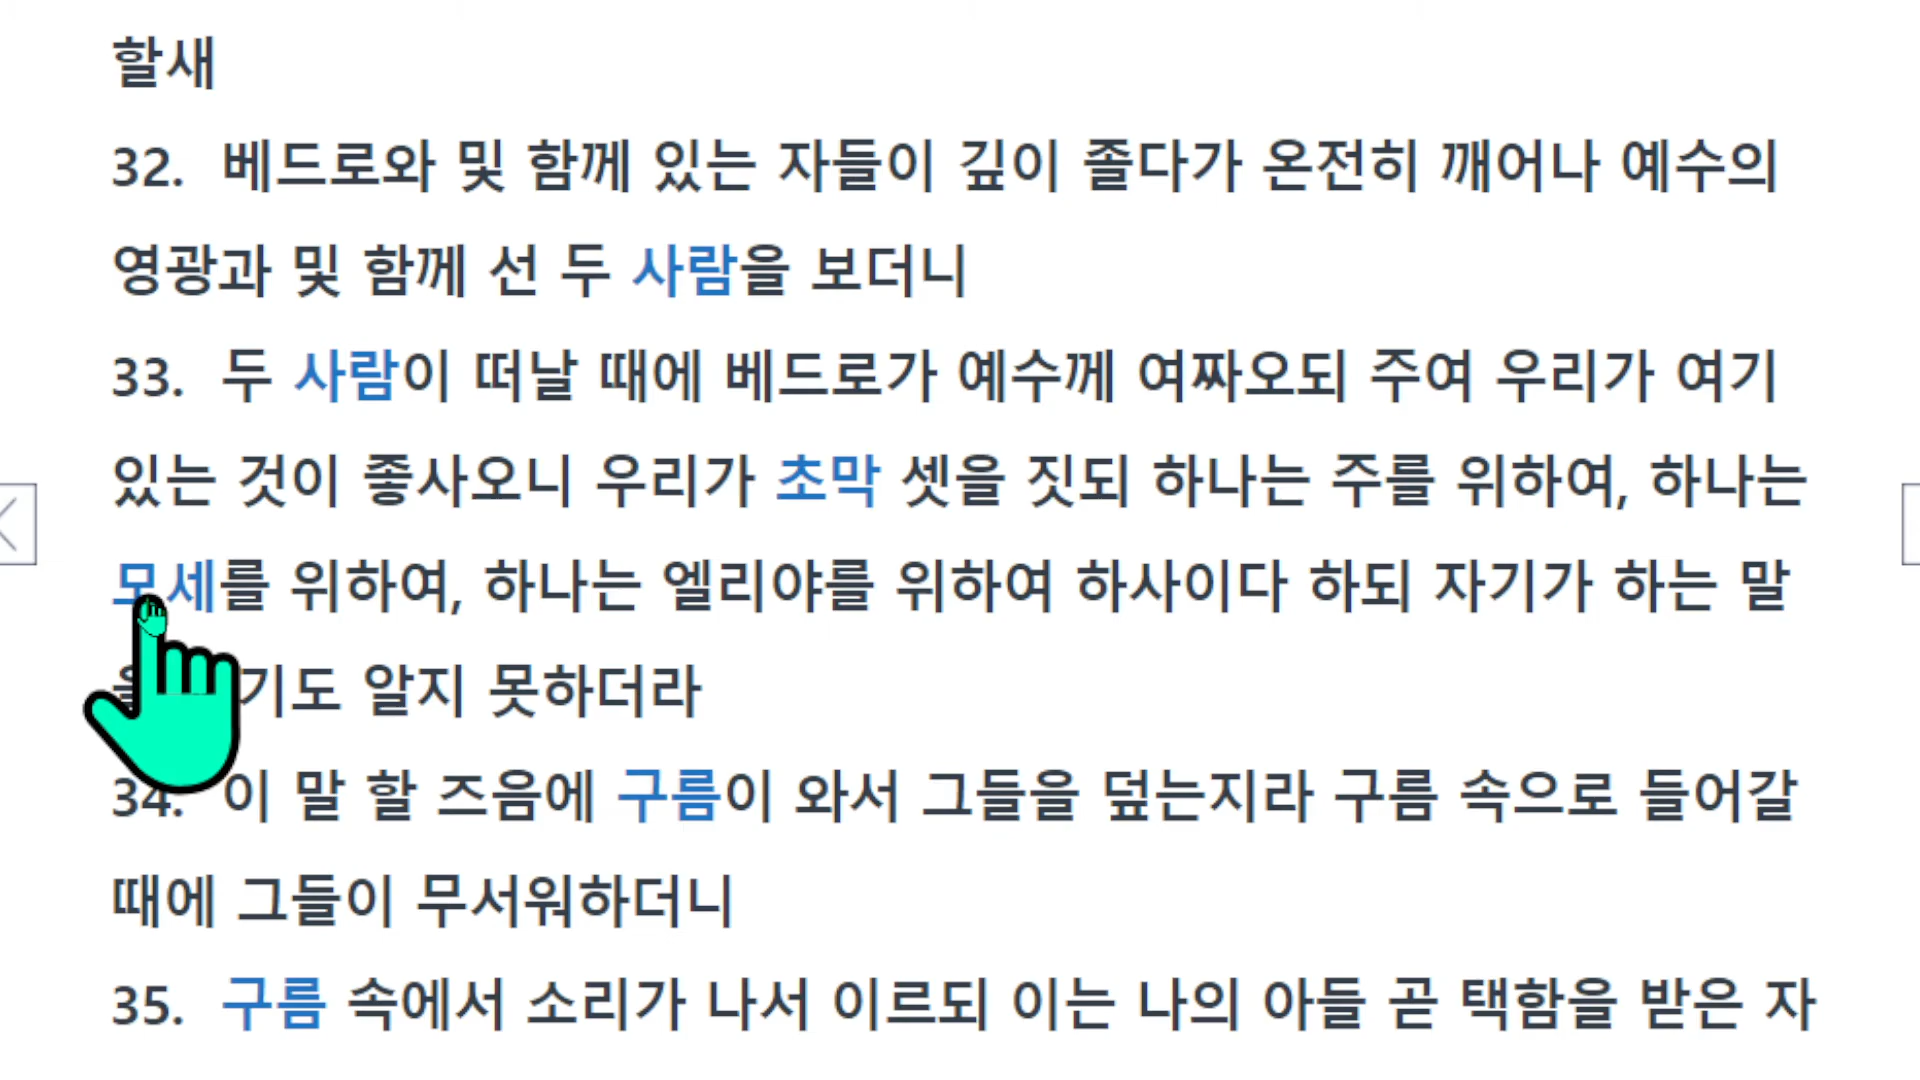 할새
32. 베드로와 및 함께 있는 자들이 깊이 졸다가 온전히 깨어나 예수의
영광과 및 함께 선 두 사람을 보더니
33. 두 사람이 떠날 때에 베드로가 예수께 여짜오되 주여 우리가 여기
있는 것이 좋사오니 우리가 초막 셋을 짓되 하나는 주를 위하여, 하나는
모세를 위하여, 하나는 엘리야를 위하여 하사이다 하되 자기가 하는 말
알지 못하더라
34. 이 말 할 즈음에 구름이 와서 그들을 덮는지라 구름 속으로 들어갈
때에 그들이 무서워하더니
35. 구름 속에서 소리가 나서 이르되 이는 나의 아들 곧 택함을 받은 자